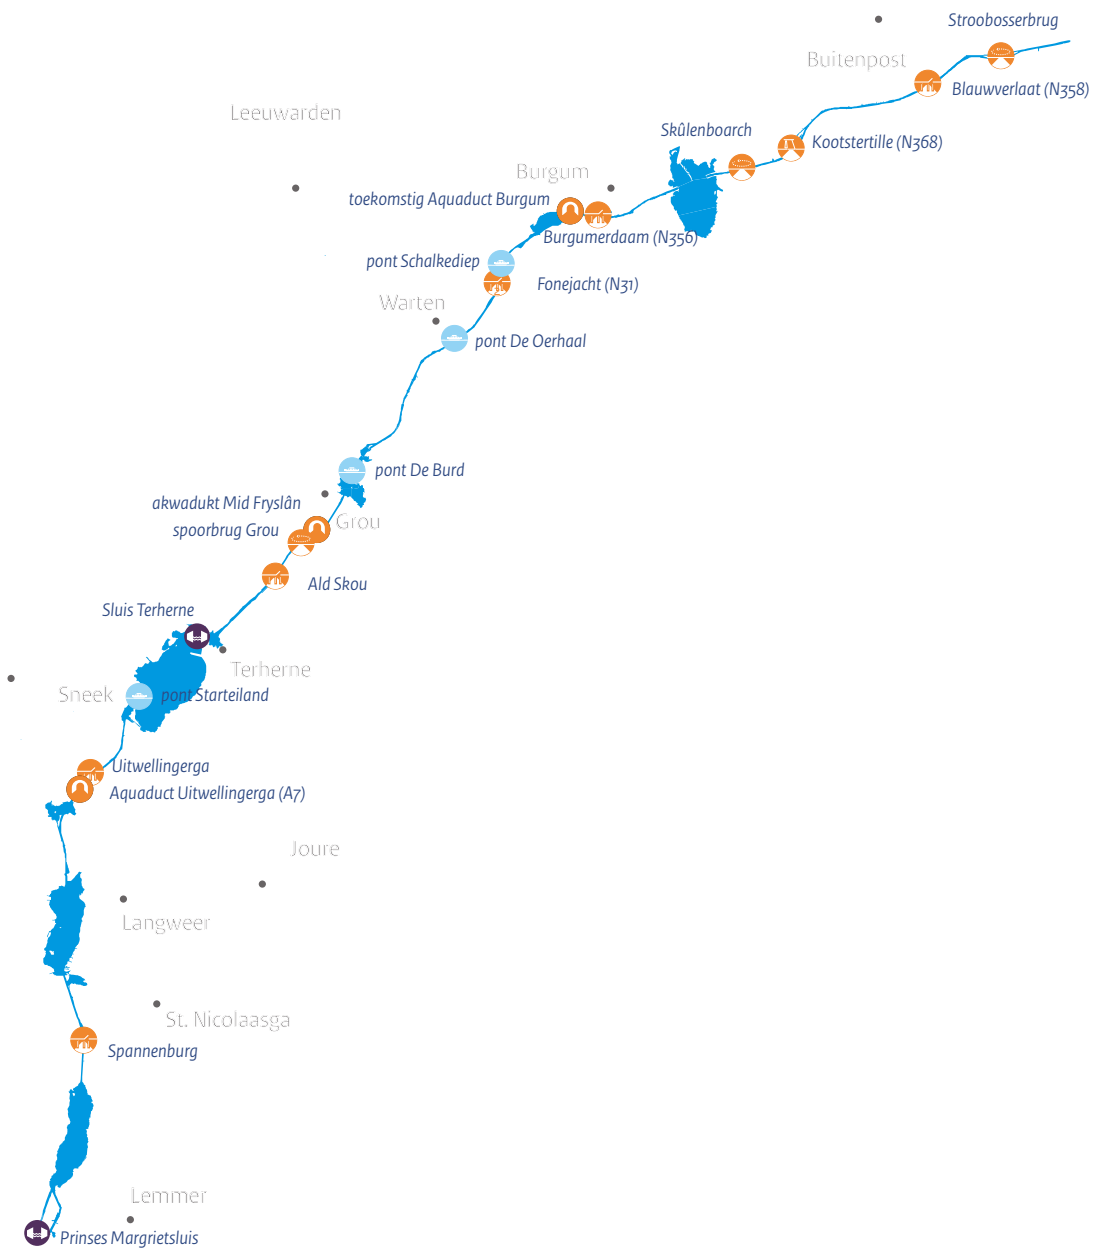 Stroobosserbrug
Buitenpost
Blauwverlaat (N358)
Leeuwarden
Skûlenboarch
Kootstertille (N368)
Burgum
toekomstig Aquaduct Burgum
Burgumerdaam (N356)
pont Schalkediep
Fonejacht (N31)
Warten
pont De Oerhaal
pont De Burd
akwadukt Mid Fryslân
Grou
spoorbrug Grou
Ald Skou
Sluis Terherne
Terherne
Sneek
pont Starteiland
Uitwellingerga
Aquaduct Uitwellingerga (A7)
Joure
Langweer
St. Nicolaasga
Spannenburg
Lemmer
Prinses Margrietsluis